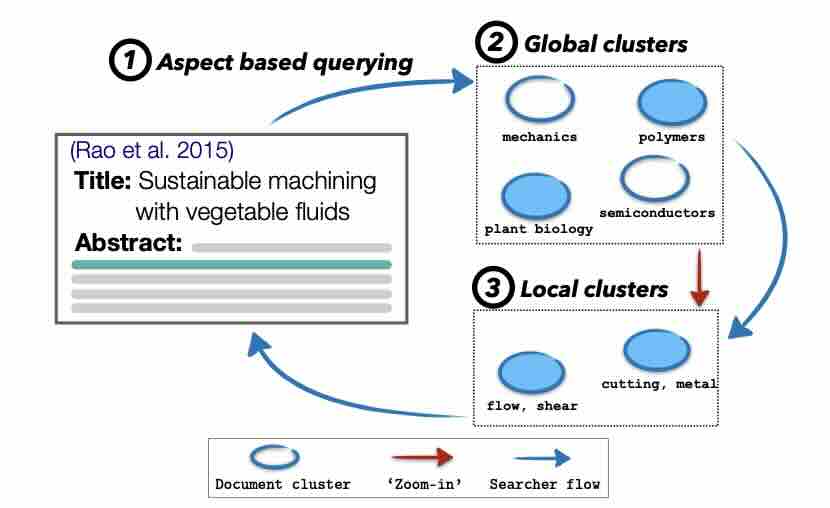 1 Aspect based querying
2 Global clusters
(Rao et al. 2015)
Title: Sustainable machining
with vegetable fluids
Abstract:
mechanics
polymers
plant biology
semiconductors
3 Local clusters
flow, shear
cutting, metal
Document cluster
‘Zoom-in’
Searcher flow